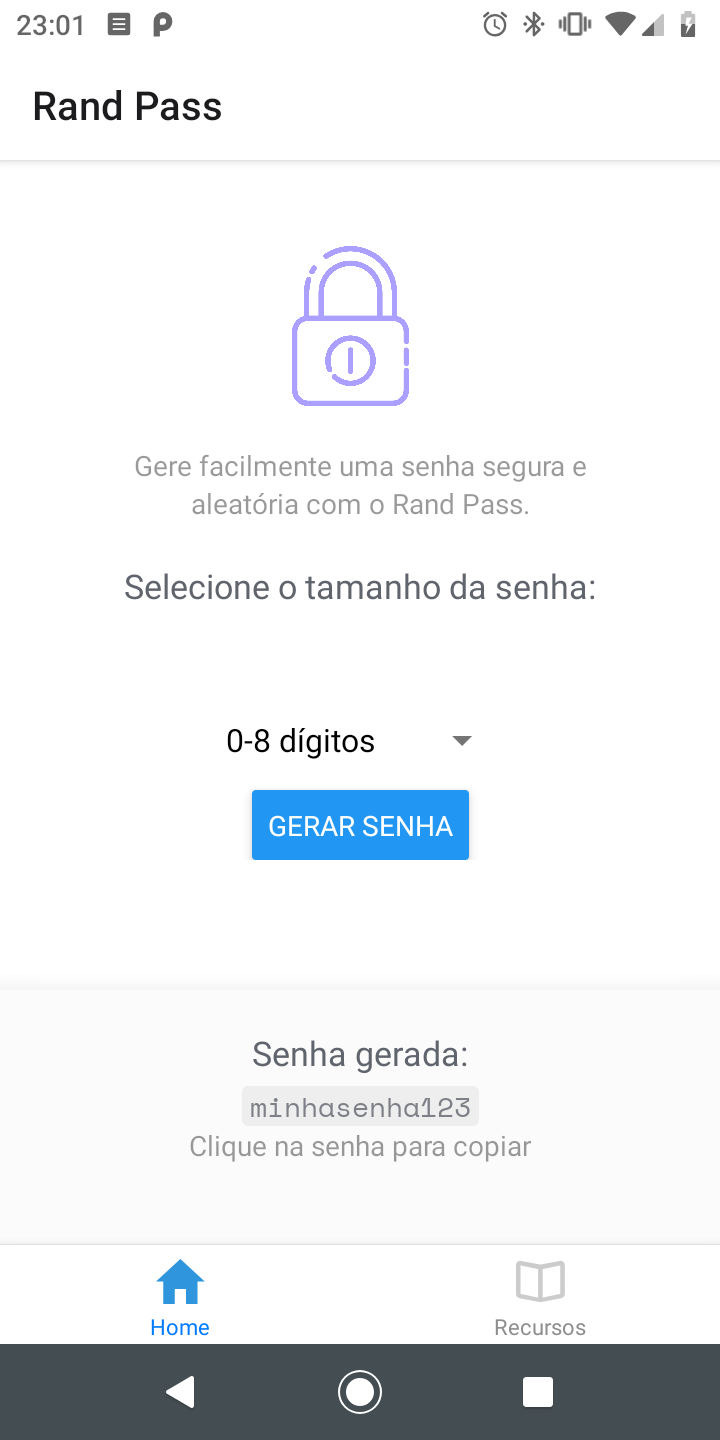 23:01
Rand Pass
Gere facilmente uma senha segura e
aleatória com o Rand Pass.
Selecione o tamanho da senha:
0-8 dígitos
GERAR SENHA
Senha gerada:
minhasenha123
Clique na senha para copiar
Home
Recursos